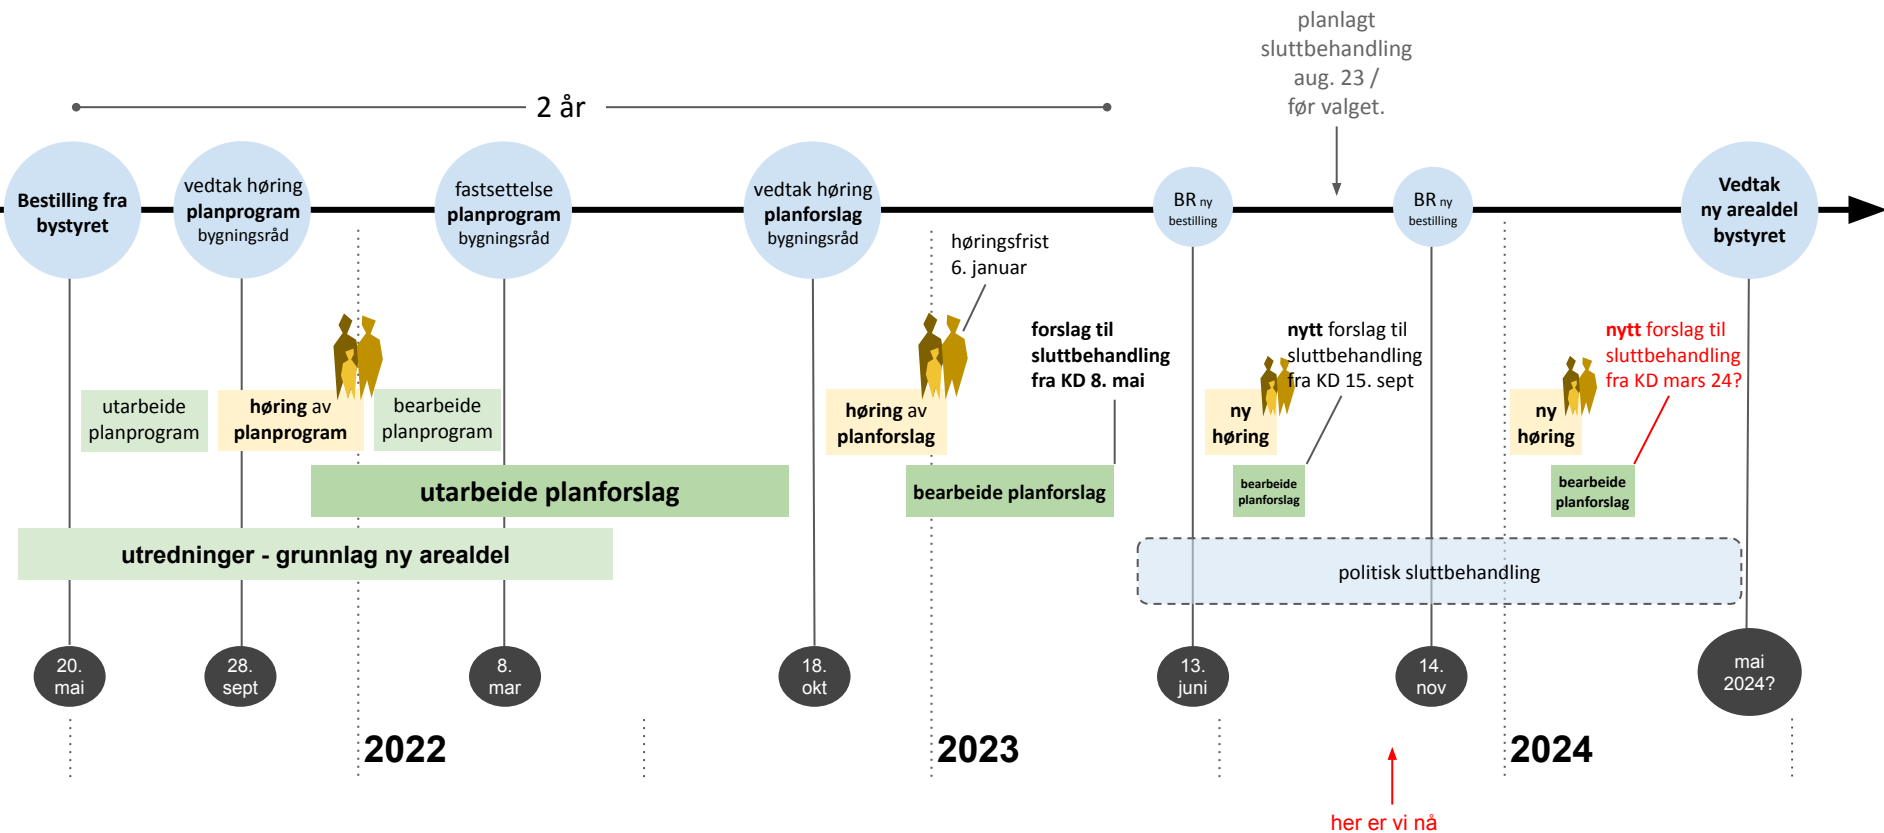 planlagt
sluttbehandling
aug. 23 /
før valget.
2 år
Bestilling fra
bystyret
vedtak høring
planprogram
bygningsråd
fastsettelse
planprogram
bygningsråd
vedtak høring
planforslag
bygningsråd
BR ny
bestilling
BR ny
bestilling
Vedtak
ny arealdel
bystyret
høringsfrist
6. januar
forslag til
sluttbehandling
fra KD 8. mai
nytt forslag til
sluttbehandling
fra KD 15. sept
nytt forslag til
sluttbehandling
fra KD mars 24?
utarbeide
planprogram
høring av
planprogram
bearbeide
planprogram
høring av
planforslag
ny
høring
ny
høring
utarbeide planforslag
bearbeide planforslag
bearbeide
planforslag
bearbeide
planforslag
utredninger - grunnlag ny arealdel
politisk sluttbehandling
20.
mai
28.
sept
8.
mar
18.
okt
13.
juni
14.
nov
mai
2024?
2022
2023
2024
her er vi nå